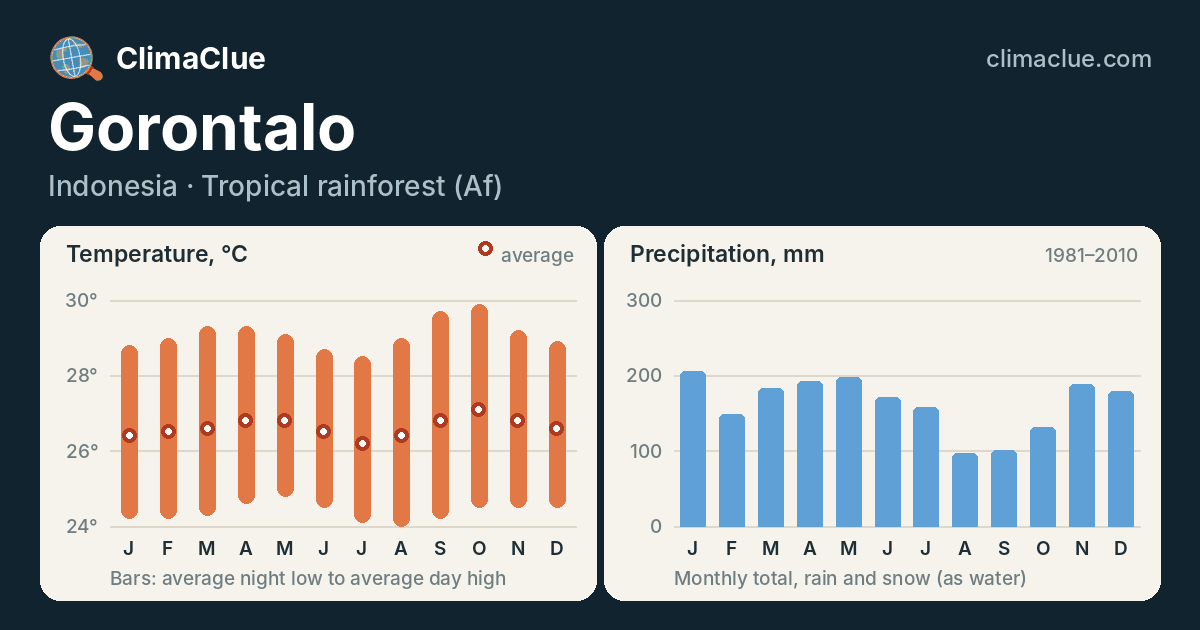 ClimaClue
climaclue.com
Gorontalo
Indonesia · Tropical rainforest (Af)
Temperature, °C
average
30°
28°
26°
24°
J F M A M J J A S O N D
Bars: average night low to average day high
Precipitation, mm
1981–2010
300
200
100
0
J F M A M J J A S O N D
Monthly total, rain and snow (as water)